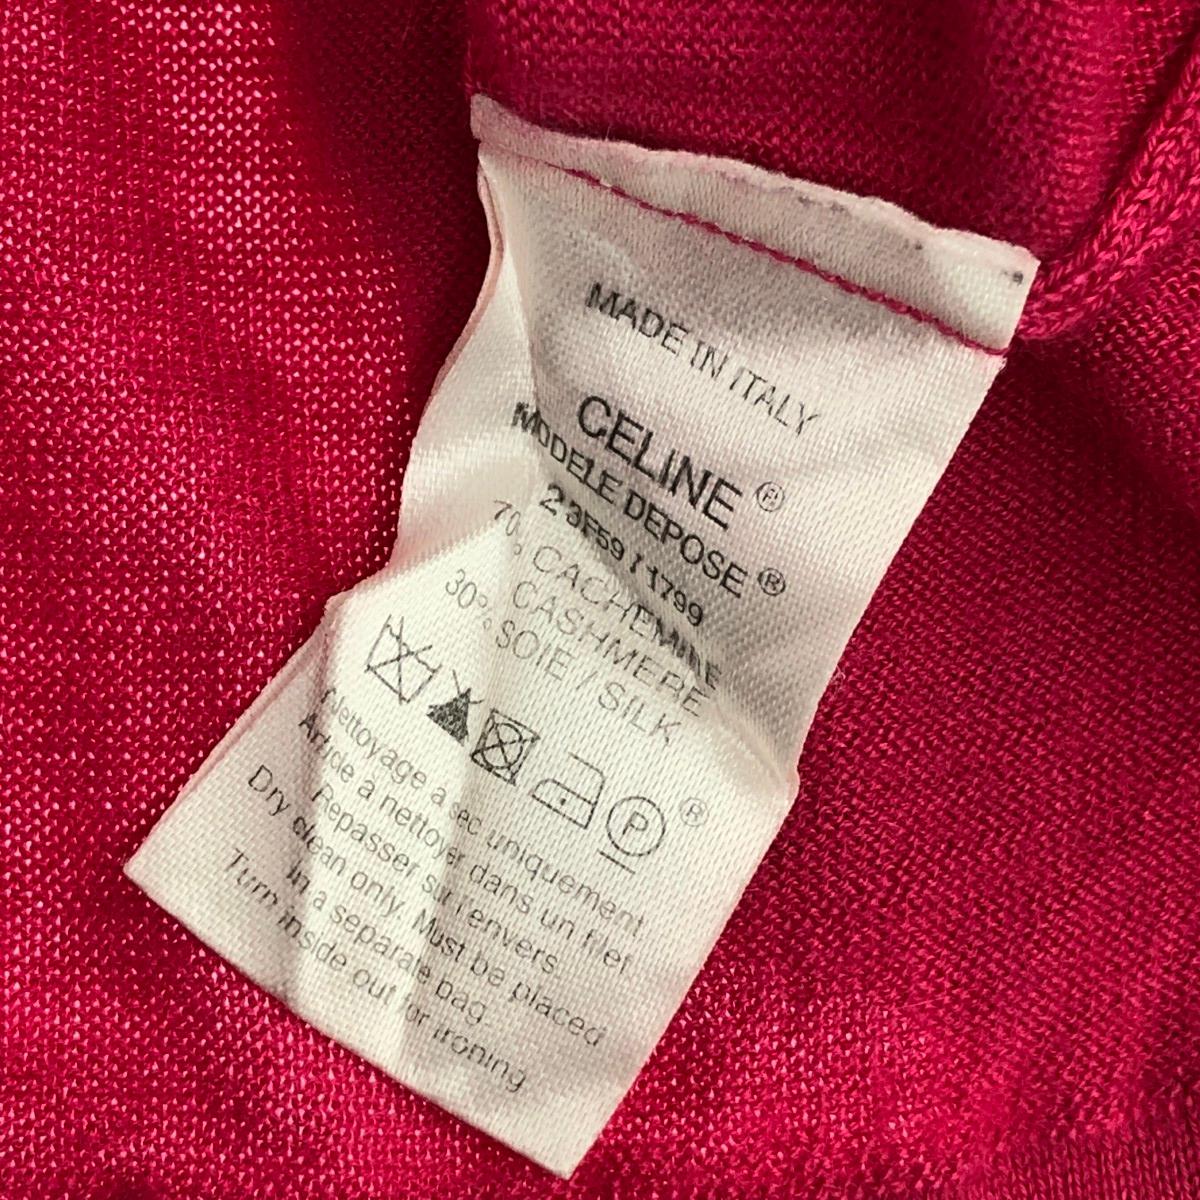 MADE IN ITALY
CELINE ®
MODELE DEPOSE ®
2 3F59 / 1799
70% CACHEMIRE
CASHMERE
30% SOIE / SILK
P ®
Nettoyage a sec uniquement
Article à nettoyer dans un filet.
Repasser sur l'envers.
Dry clean only. Must be placed
in a separate bag.
Turn inside out for ironing